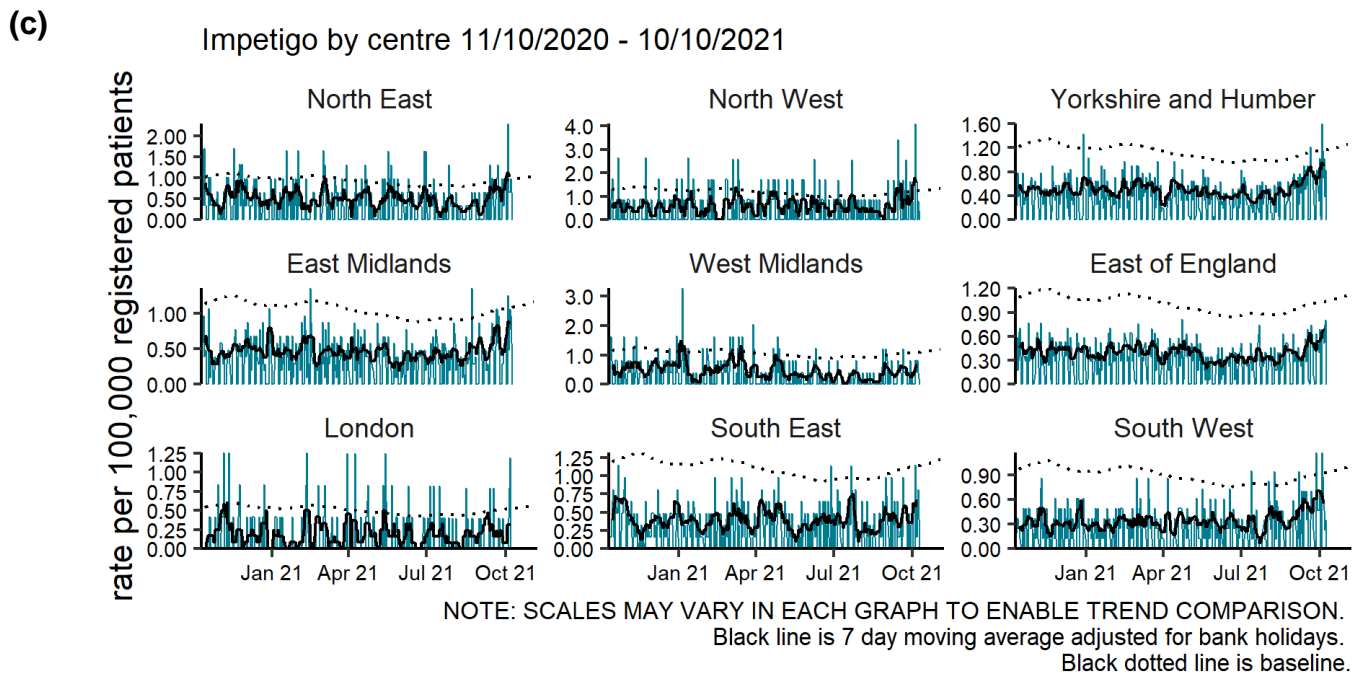 (c)
Impetigo by centre 11/10/2020 - 10/10/2021
rate per 100,000 registered patients
North East
2.00
1.50
1.00
0.50
0.00
North West
4.0
3.0
2.0
1.0
0.0
Yorkshire and Humber
1.60
1.20
0.80
0.40
0.00
East Midlands
1.00
0.50
0.00
West Midlands
3.0
2.0
1.0
0.0
East of England
1.20
0.90
0.60
0.30
0.00
London
1.25
1.00
0.75
0.50
0.25
0.00
Jan 21 Apr 21 Jul 21 Oct 21
South East
1.25
1.00
0.75
0.50
0.25
0.00
Jan 21 Apr 21 Jul 21 Oct 21
South West
0.90
0.60
0.30
0.00
Jan 21 Apr 21 Jul 21 Oct 21
NOTE: SCALES MAY VARY IN EACH GRAPH TO ENABLE TREND COMPARISON.
Black line is 7 day moving average adjusted for bank holidays.
Black dotted line is baseline.